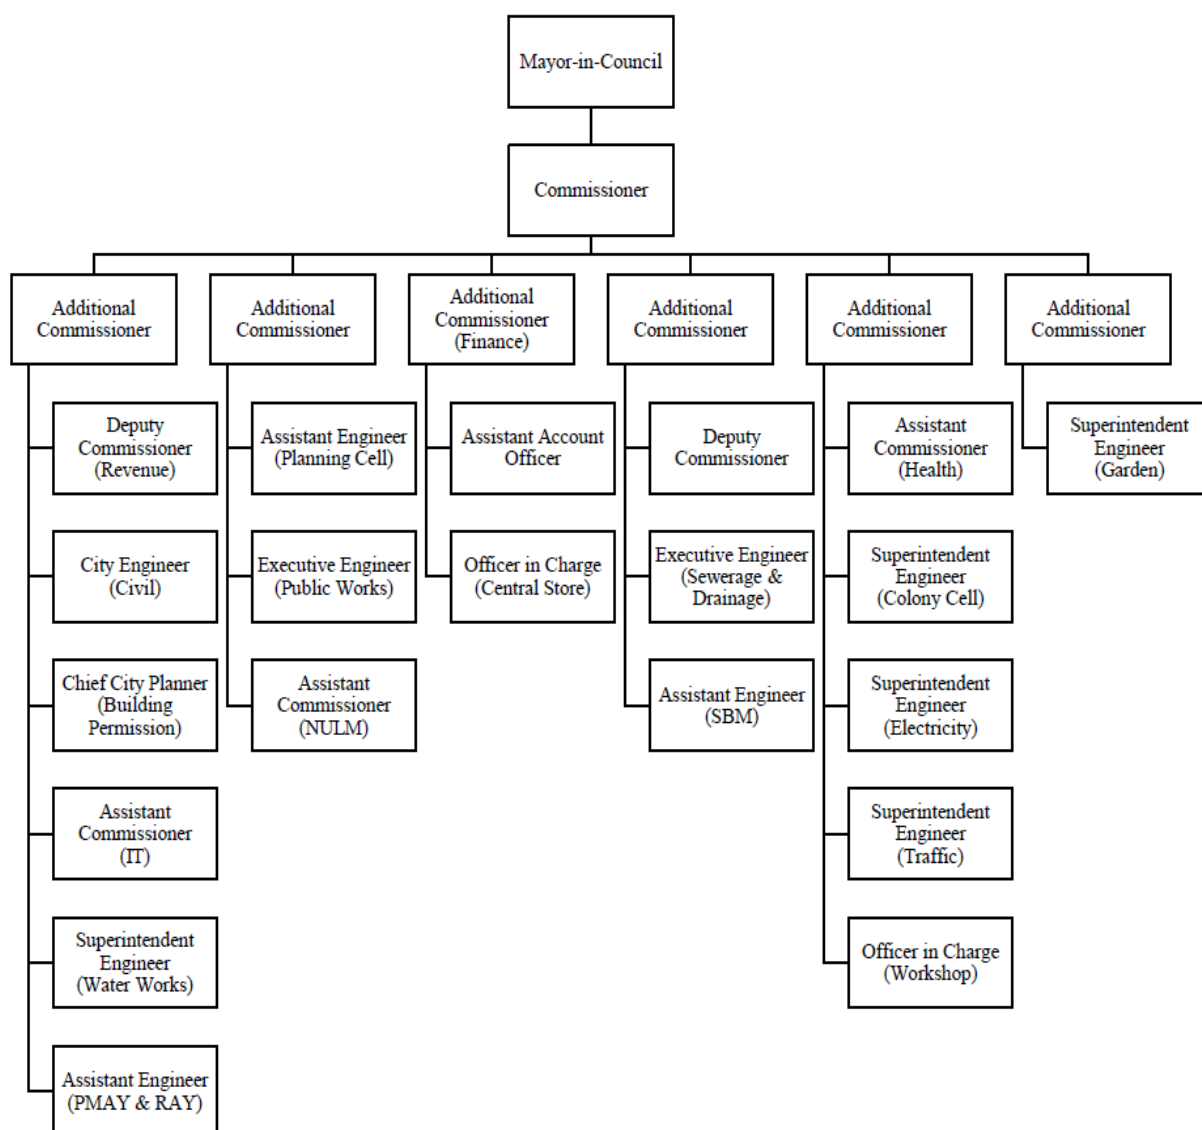 Mayor-in-Council
Commissioner
Additional
Commissioner
Additional
Commissioner
Additional
Commissioner
(Finance)
Additional
Commissioner
Additional
Commissioner
Additional
Commissioner
Deputy
Commissioner
(Revenue)
City Engineer
(Civil)
Chief City Planner
(Building
Permission)
Assistant
Commissioner
(IT)
Superintendent
Engineer
(Water Works)
Assistant Engineer
(PMAY & RAY)
Assistant Engineer
(Planning Cell)
Executive Engineer
(Public Works)
Assistant
Commissioner
(NULM)
Assistant Account
Officer
Officer in Charge
(Central Store)
Deputy
Commissioner
Executive Engineer
(Sewerage &
Drainage)
Assistant Engineer
(SBM)
Assistant
Commissioner
(Health)
Superintendent
Engineer
(Colony Cell)
Superintendent
Engineer
(Electricity)
Superintendent
Engineer
(Traffic)
Officer in Charge
(Workshop)
Superintendent
Engineer
(Garden)